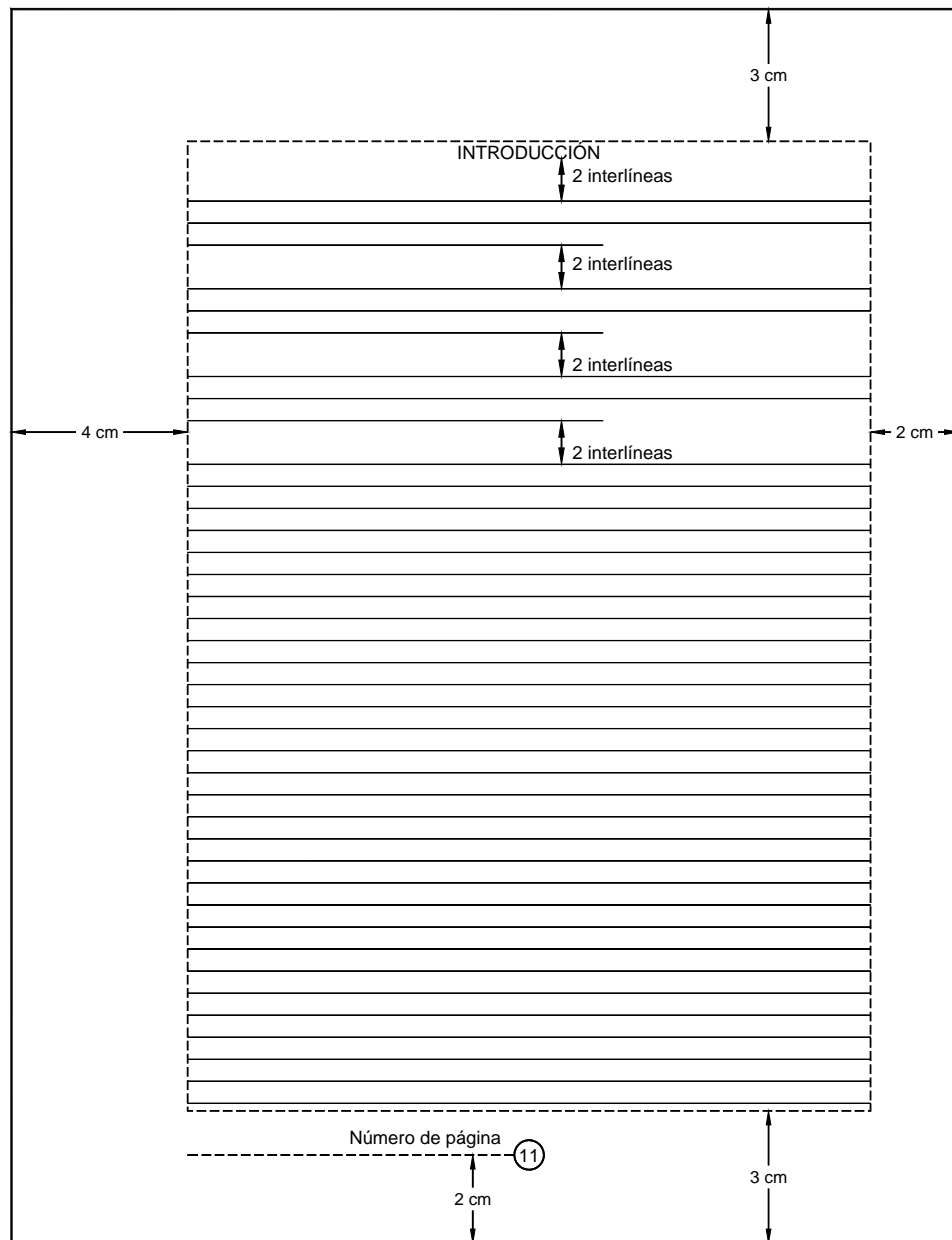 3 cm
INTRODUCCIÓN
2 interlíneas
2 interlíneas
2 interlíneas
4 cm
2 cm
2 interlíneas
Número de página
11
3 cm
2 cm